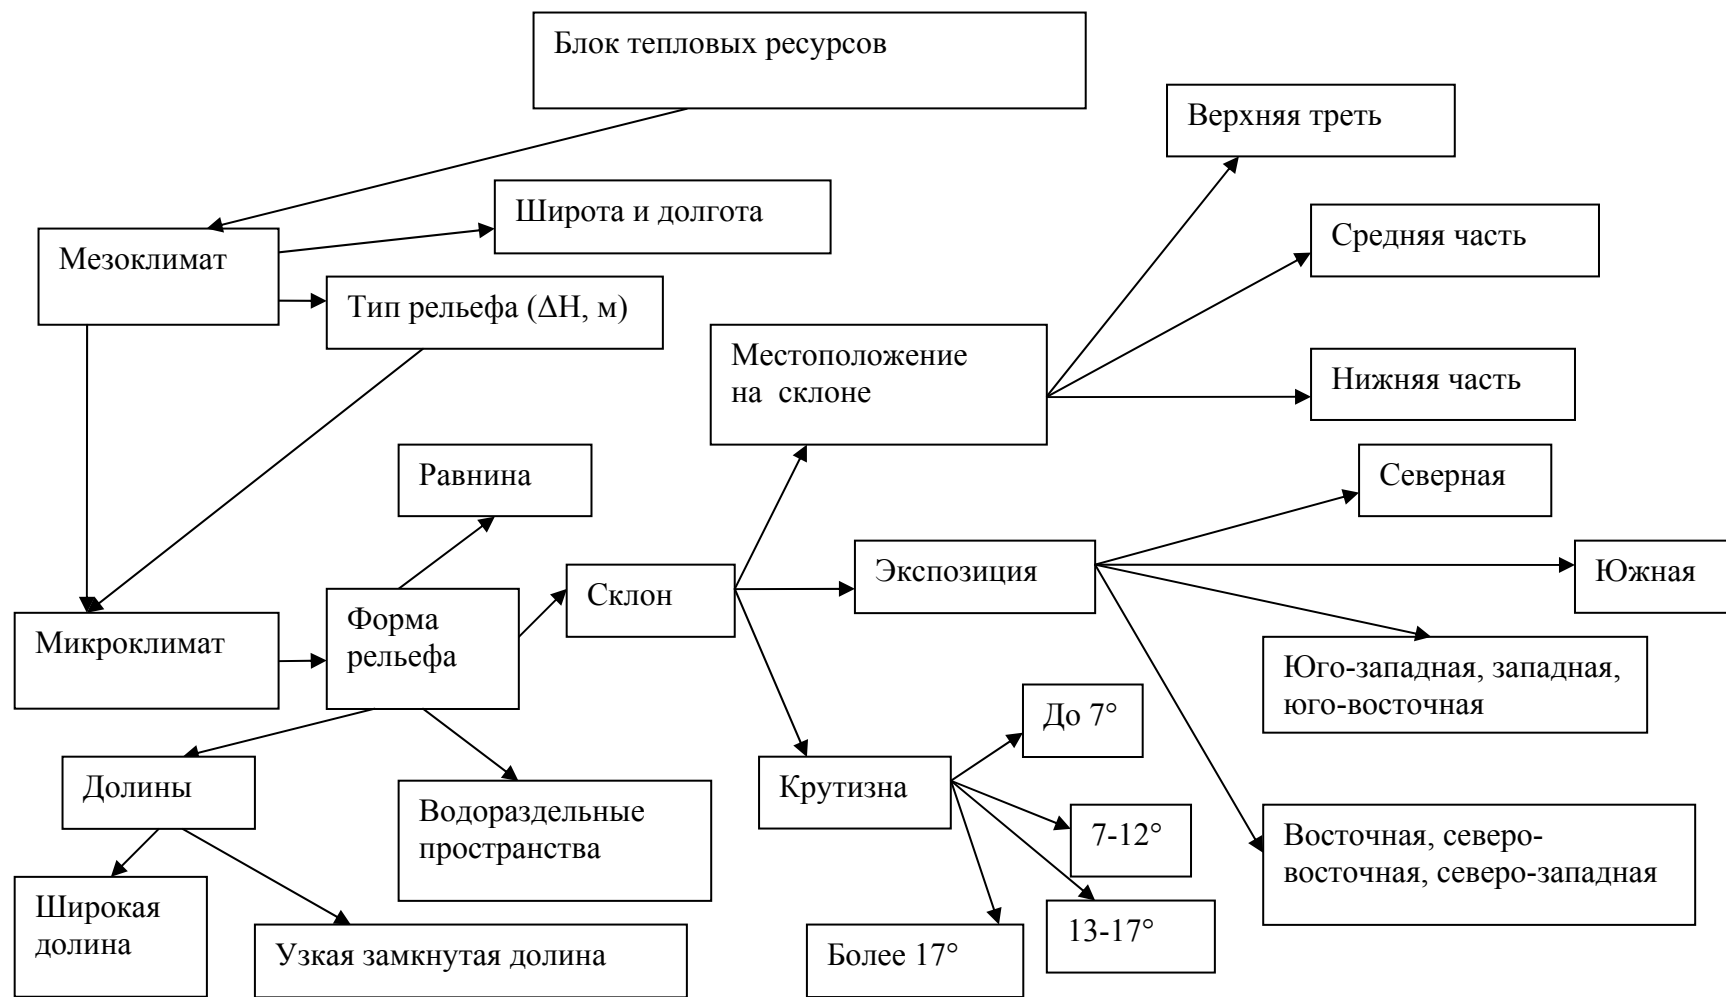 Блок тепловых ресурсов
Верхняя треть
Широта и долгота
Средняя часть
Мезоклимат
Тип рельефа (ΔН, м)
Местоположение
на склоне
Нижняя часть
Равнина
Северная
Экспозиция
Южная
Склон
Форма
рельефа
Микроклимат
Юго-западная, западная,
юго-восточная
До 7°
Долины
Крутизна
Водораздельные
пространства
7-12°
Восточная, северо-
восточная, северо-западная
Широкая
долина
13-17°
Узкая замкнутая долина
Более 17°